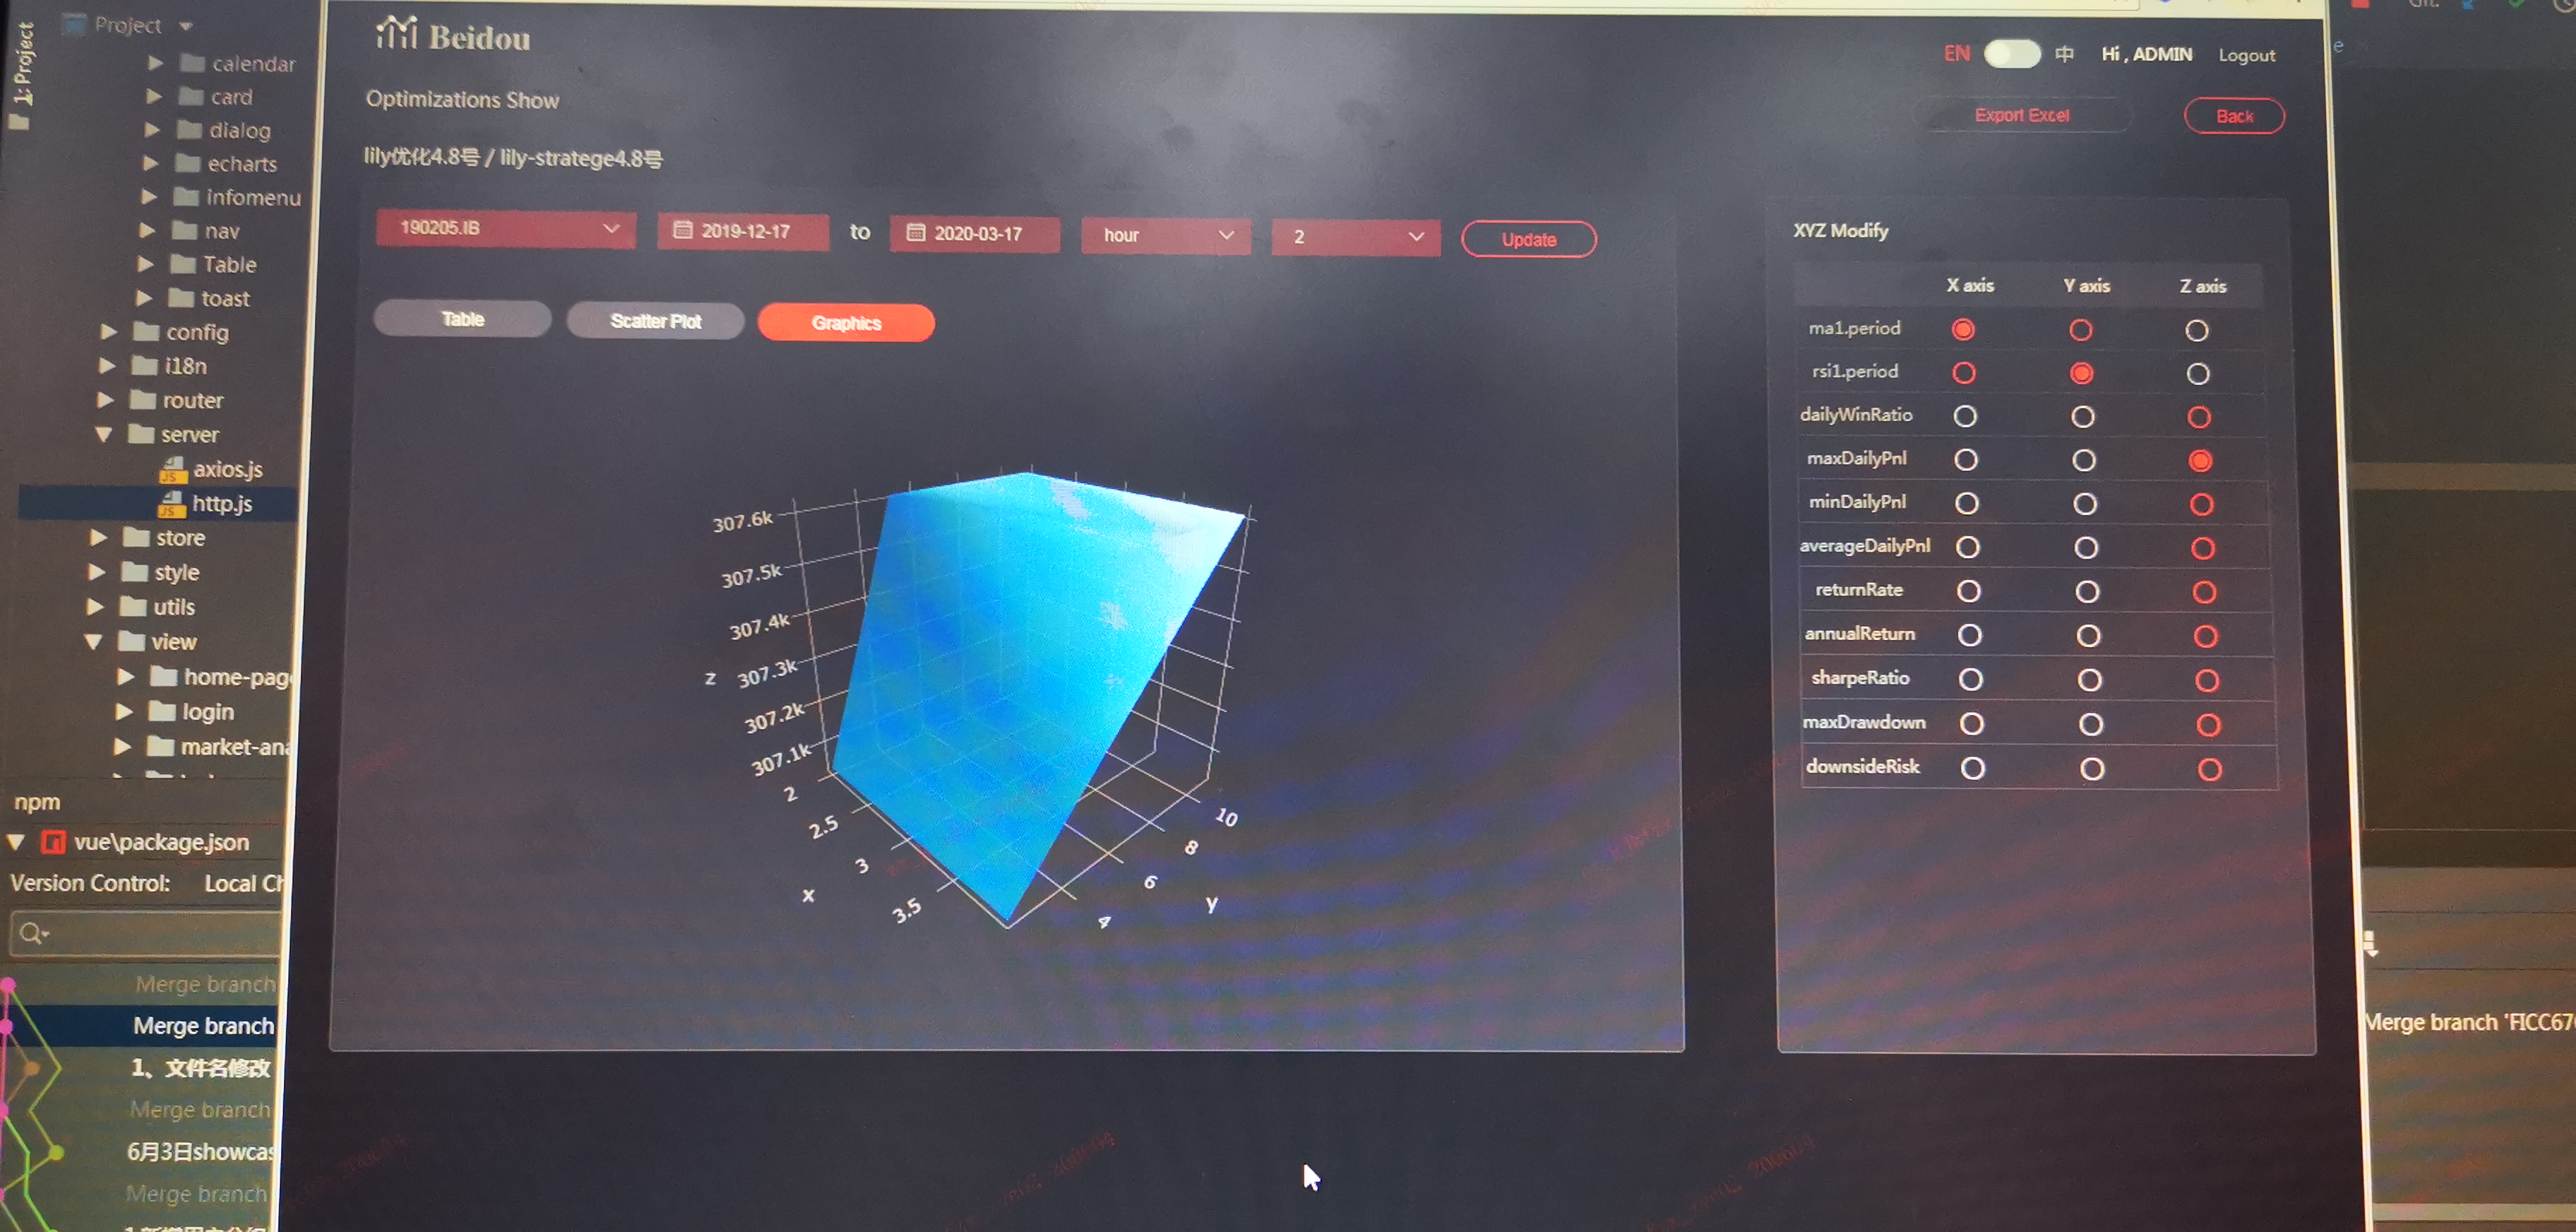 1: Project
Project
calendar
card
dialog
echarts
infomenu
nav
Table
toast
config
i18n
router
server
axios.js
http.js
store
style
utils
view
home-pag
login
market-ana
npm
vue\package.json
Version Control: Local Ch
Merge branch
Merge branch
1、文件名修改
Merge branch
6月3日showcas
Merge branch
Beidou
EN 中 Hi , ADMIN Logout
Optimizations Show
Export Excel Back
lily优化4.8号 / lily-stratege4.8号
190205.IB 2019-12-17 to 2020-03-17 hour 2 Update
Table Scatter Plot Graphics
307.6k
307.5k
307.4k
307.3k
307.2k
307.1k
z
2
2.5
3
3.5
x
10
8
6
4
y
XYZ Modify
X axis Y axis Z axis
ma1.period
rsi1.period
dailyWinRatio
maxDailyPnl
minDailyPnl
averageDailyPnl
returnRate
annualReturn
sharpeRatio
maxDrawdown
downsideRisk
Git:
Merge branch 'FICC67